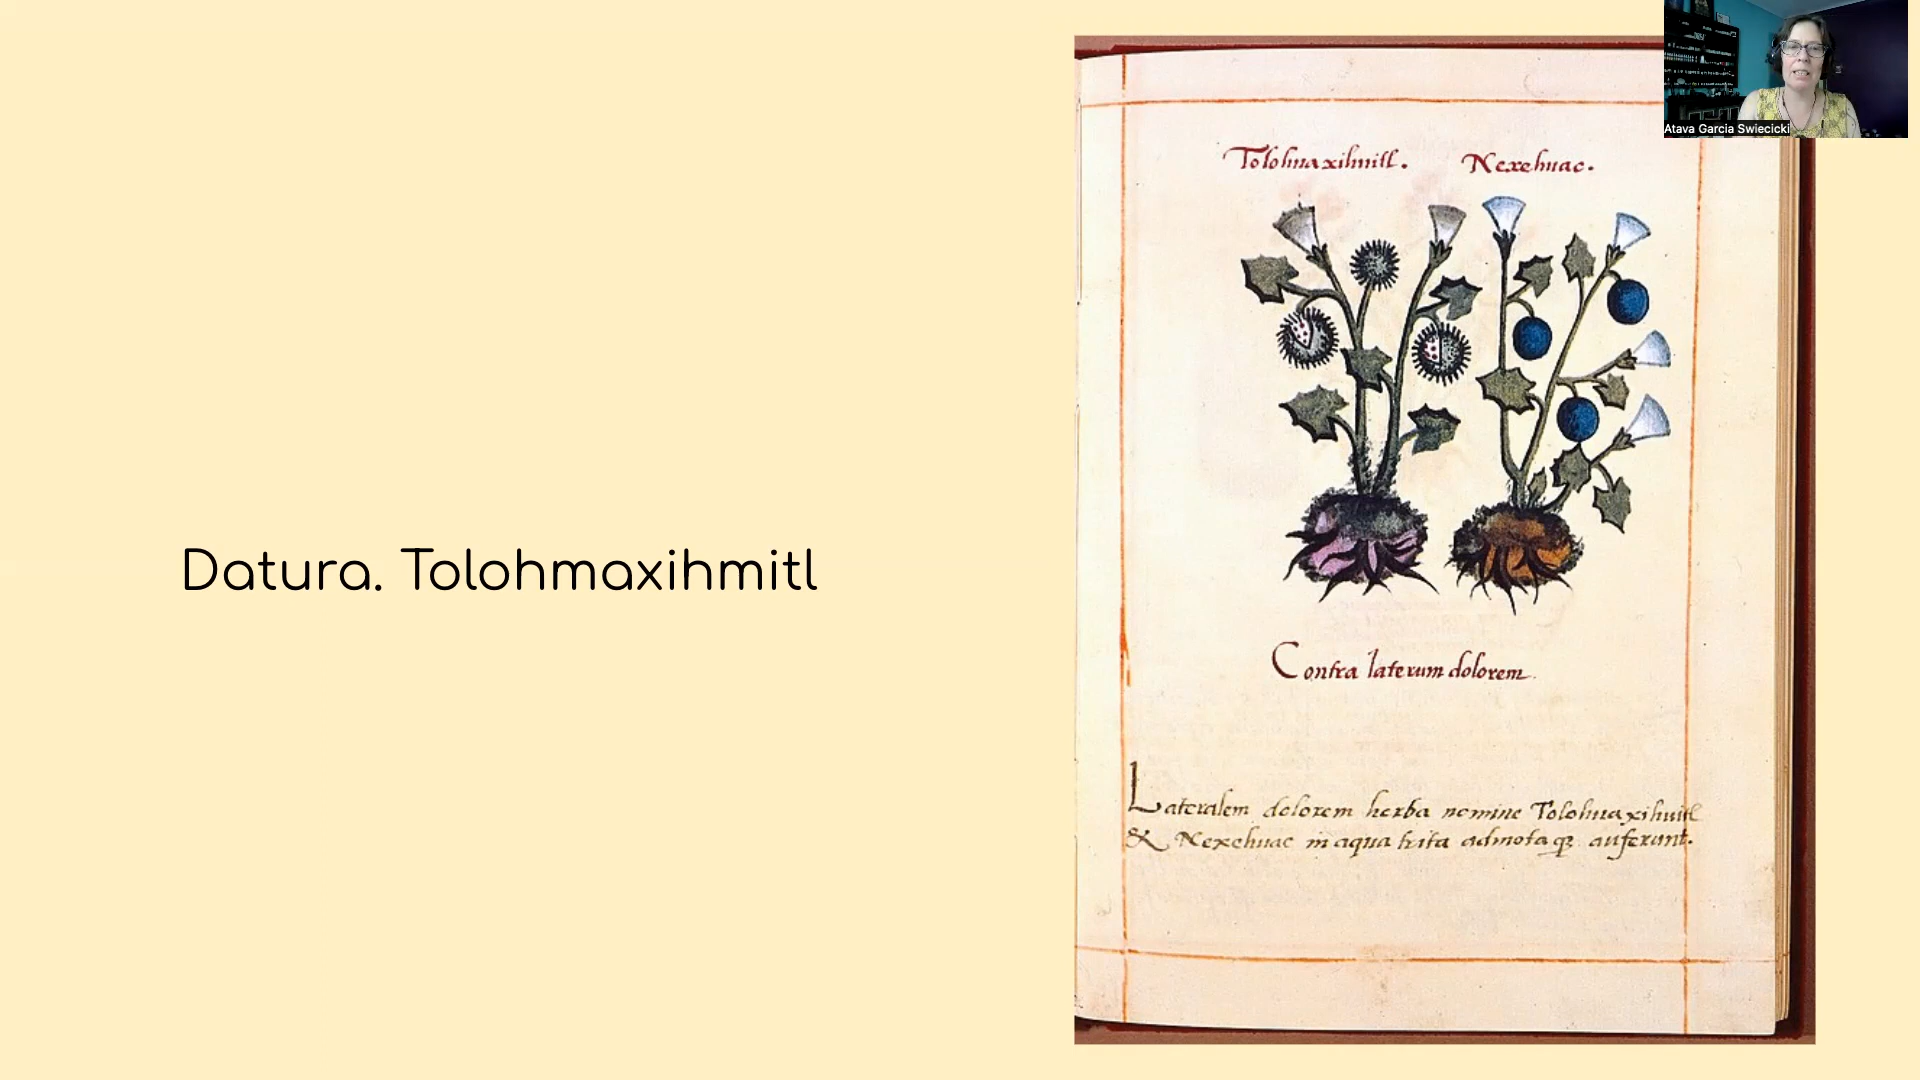 Atava Garcia Swiecicki
Tolohuaxihuitl. Nexehuac.
Datura. Tolohmaxihmitl
Contra laterum dolorem.
Lateralem dolorem herba nomine Tolohuaxihuitl
& Nexehuac in aqua trita admotaqȝ auferunt.